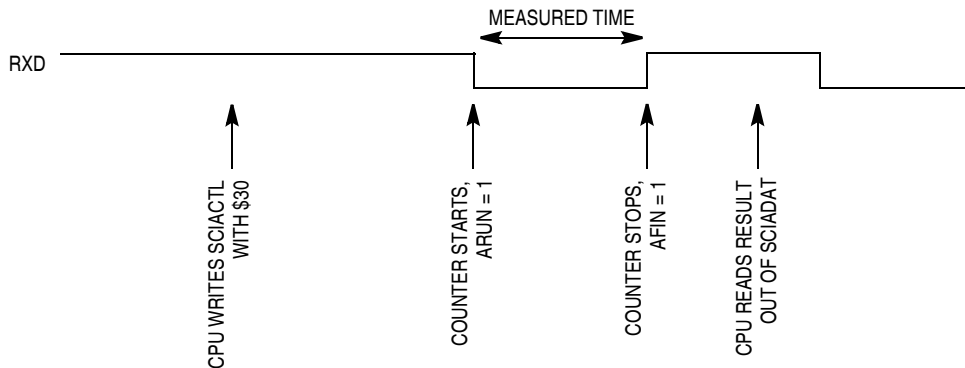 MEASURED TIME
RXD
CPU WRITES SCIACTL
WITH $30
COUNTER STARTS,
ARUN = 1
COUNTER STOPS,
AFIN = 1
CPU READS RESULT
OUT OF SCIADAT